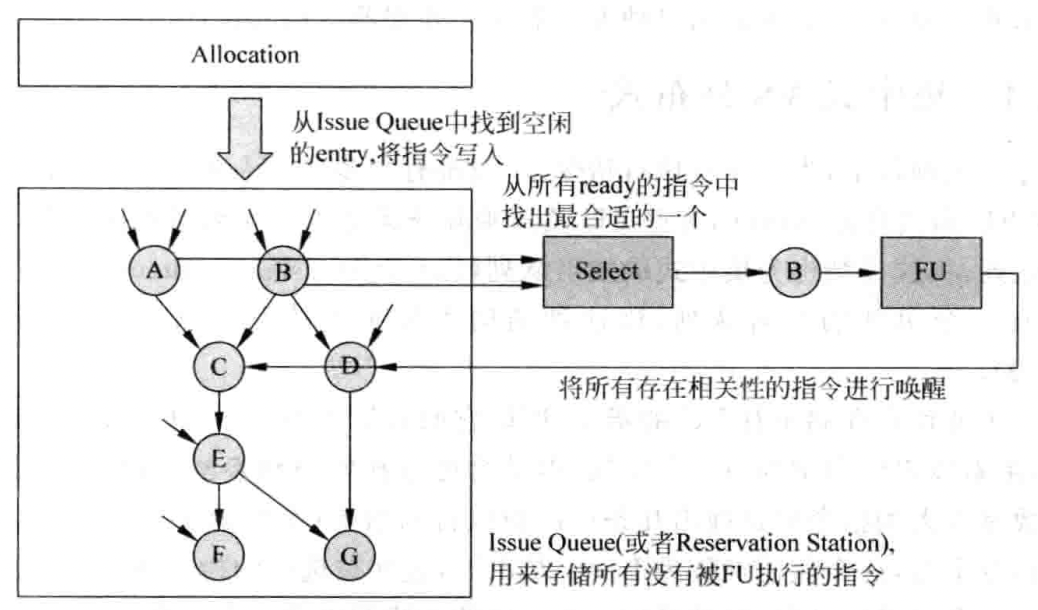 Allocation
从Issue Queue中找到空闲
的entry,将指令写入
从所有ready的指令中
找出最合适的一个
A
B
Select
B
FU
C
D
将所有存在相关性的指令进行唤醒
E
F
G
Issue Queue(或者Reservation Station),
用来存储所有没有被FU执行的指令